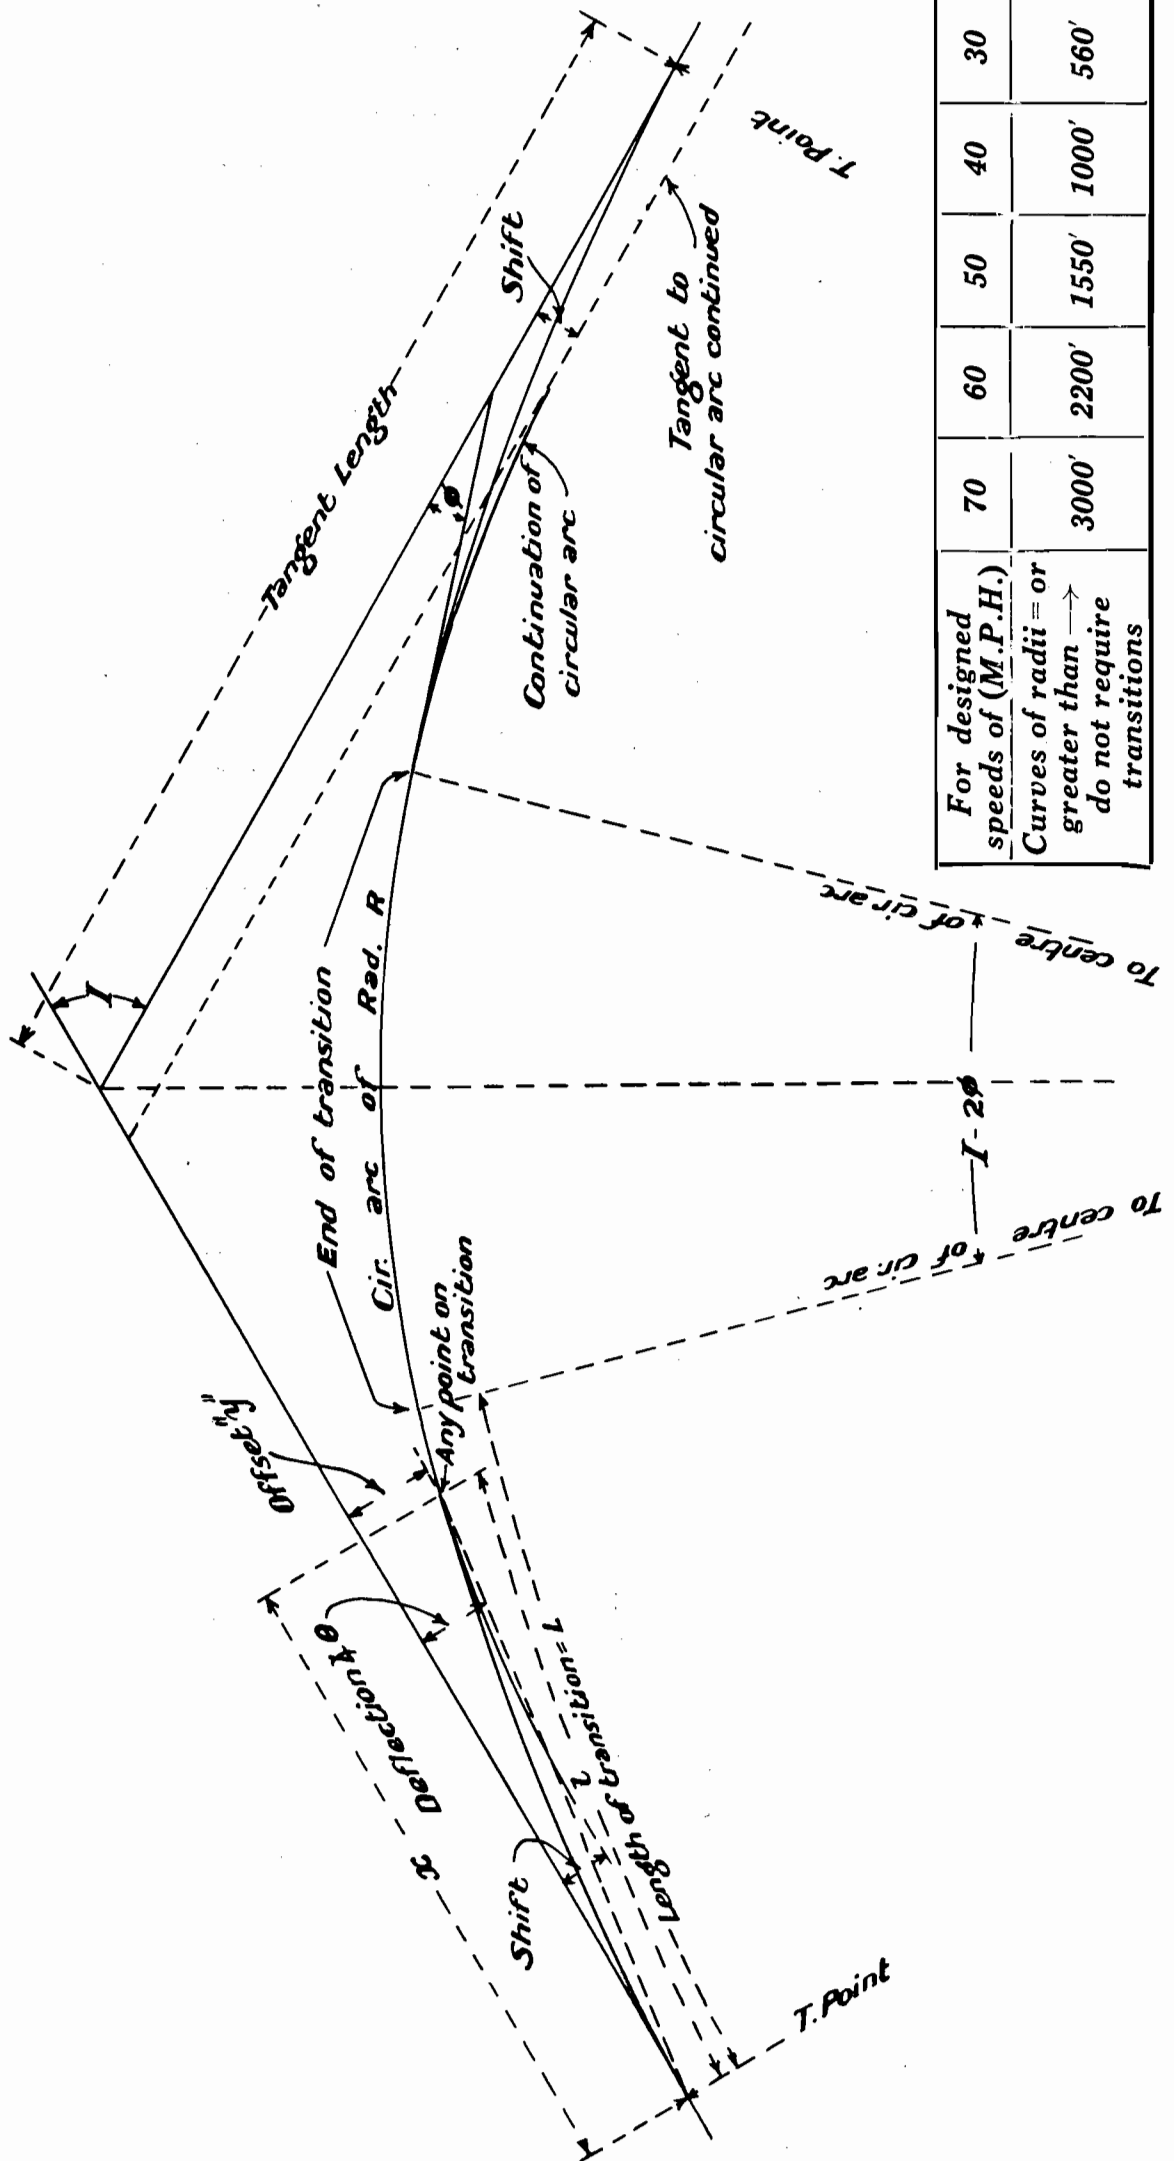 T. Point
Shift
x
Deflection ∠ θ
Offset "y"
Length of transition = L
l
Any point on
transition
End of transition
Cir. arc of Rad. R
I
Tangent Length
ø
Shift
Continuation of
circular arc
Tangent to
circular arc continued
T. Point
To centre
of cir. arc
I - 2ø
To centre
of cir. arc
For designed speeds of (M.P.H.) 70 60 50 40 30
Curves of radii = or
greater than → 3000′ 2200′ 1550′ 1000′ 560′
do not require
transitions